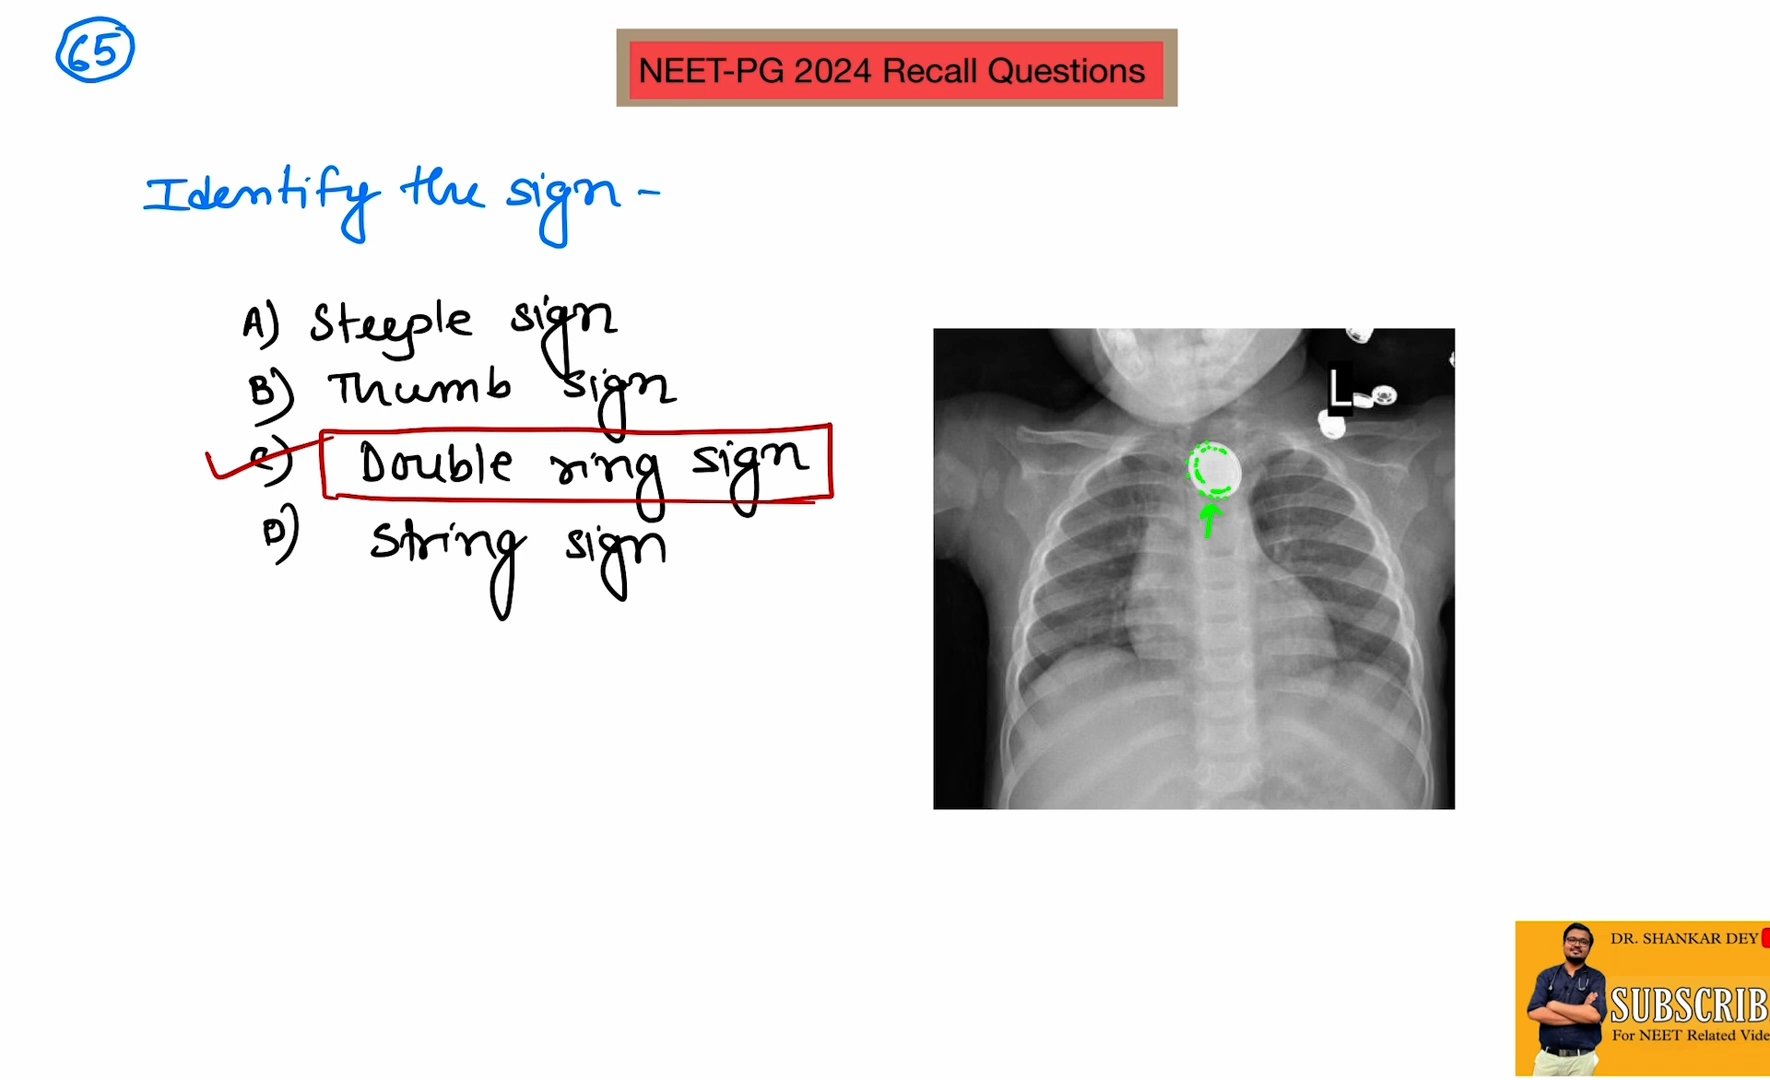 65
NEET-PG 2024 Recall Questions
Identify the sign -
A) Steeple sign
B) Thumb sign
C) Double ring sign
D) String sign
L
DR. SHANKAR DEY
SUBSCRIB
For NEET Related Vide